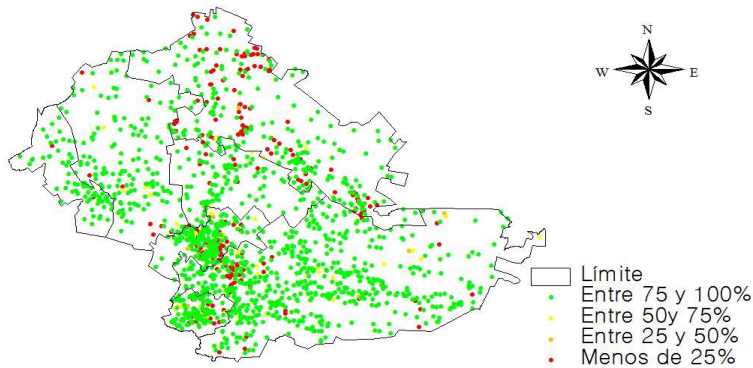 N
W E
S
Límite
Entre 75 y 100%
Entre 50y 75%
Entre 25 y 50%
Menos de 25%